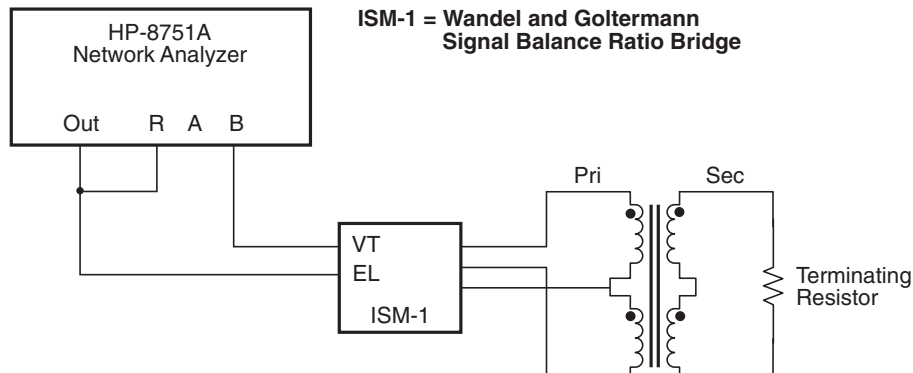 HP-8751A
Network Analyzer
Out R A B
ISM-1 = Wandel and Goltermann
Signal Balance Ratio Bridge
Pri Sec
VT
EL
ISM-1
Terminating
Resistor